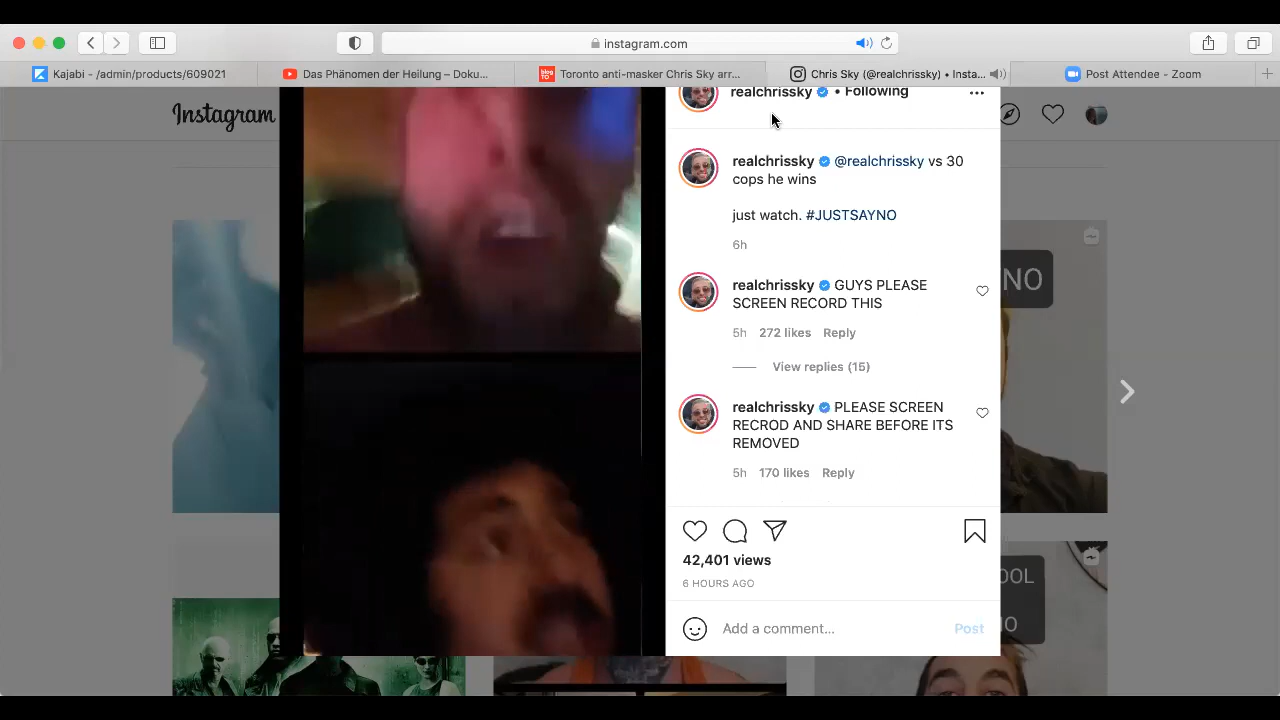 instagram.com
Kajabi - /admin/products/609021
Das Phänomen der Heilung – Doku...
blog
TO
Toronto anti-masker Chris Sky arr...
Chris Sky (@realchrissky) • Insta...
Post Attendee - Zoom
Instagram
realchrissky • Following
realchrissky @realchrissky vs 30
cops he wins
just watch. #JUSTSAYNO
6h
realchrissky GUYS PLEASE
SCREEN RECORD THIS
5h 272 likes Reply
View replies (15)
realchrissky PLEASE SCREEN
RECROD AND SHARE BEFORE ITS
REMOVED
5h 170 likes Reply
42,401 views
6 HOURS AGO
Add a comment...
Post
NO
OOL
IO